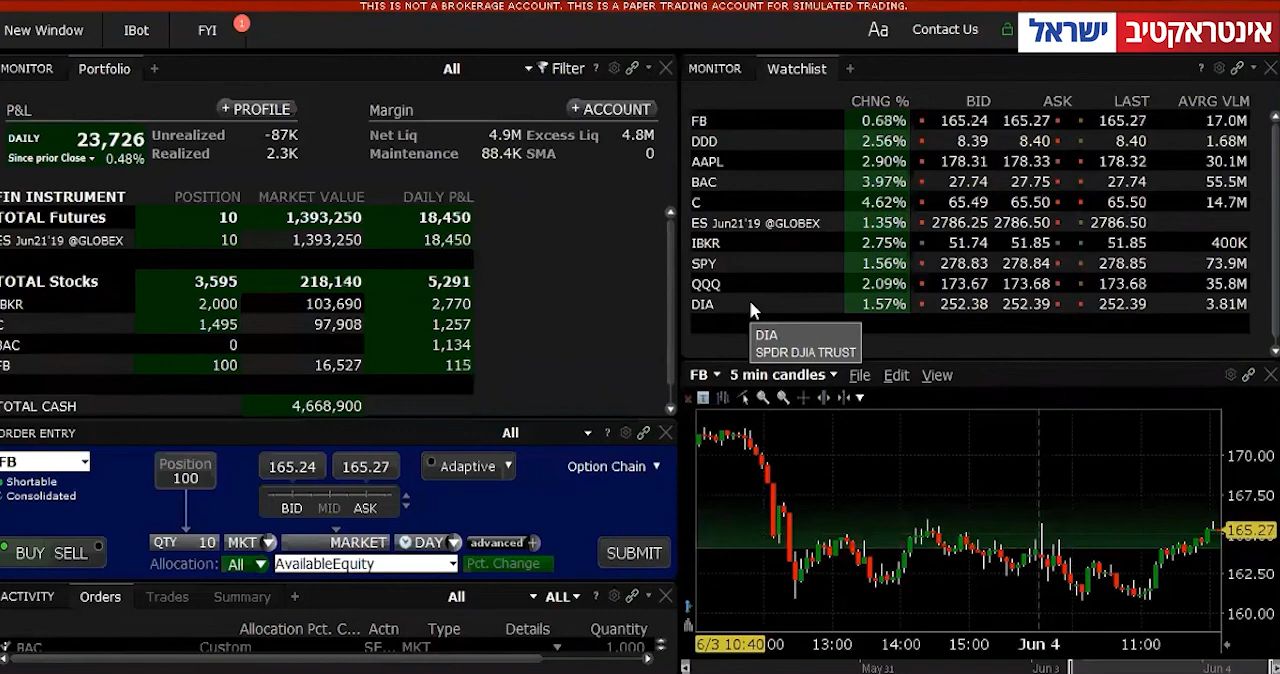 THIS IS NOT A BROKERAGE ACCOUNT. THIS IS A PAPER TRADING ACCOUNT FOR SIMULATED TRADING.
New Window IBot FYI 1 Aa Contact Us אינטראקטיב ישראל
MONITOR Portfolio + All Filter ?
P&L + PROFILE Margin + ACCOUNT
DAILY 23,726 Unrealized -87K Net Liq 4.9M Excess Liq 4.8M
Since prior Close 0.48% Realized 2.3K Maintenance 88.4K SMA 0
FIN INSTRUMENT POSITION MARKET VALUE DAILY P&L
TOTAL Futures 10 1,393,250 18,450
ES Jun21'19 @GLOBEX 10 1,393,250 18,450
TOTAL Stocks 3,595 218,140 5,291
IBKR 2,000 103,690 2,770
C 1,495 97,908 1,257
BAC 0 1,134
FB 100 16,527 115
TOTAL CASH 4,668,900
MONITOR Watchlist + ?
CHNG % BID ASK LAST AVRG VLM
FB 0.68% 165.24 165.27 165.27 17.0M
DDD 2.56% 8.39 8.40 8.40 1.68M
AAPL 2.90% 178.31 178.33 178.32 30.1M
BAC 3.97% 27.74 27.75 27.74 55.5M
C 4.62% 65.49 65.50 65.50 14.7M
ES Jun21'19 @GLOBEX 1.35% 2786.25 2786.50 2786.50
IBKR 2.75% 51.74 51.85 51.85 400K
SPY 1.56% 278.83 278.84 278.85 73.9M
QQQ 2.09% 173.67 173.68 173.68 35.8M
DIA 1.57% 252.38 252.39 252.39 3.81M
DIA
SPDR DJIA TRUST
ORDER ENTRY All ?
FB Position 100 165.24 165.27 Adaptive Option Chain
Shortable
Consolidated
BID MID ASK
QTY 10 MKT MARKET DAY advanced +
BUY SELL SUBMIT
Allocation: All AvailableEquity Pct. Change
ACTIVITY Orders Trades Summary + All ALL ?
Allocation Pct. C... Actn Type Details Quantity
BAC Custom SE... MKT 1,000
FB 5 min candles File Edit View
170.00
167.50
165.27
162.50
160.00
6/3 10:40 00 13:00 14:00 15:00 Jun 4 11:00
May 31 Jun 3 Jun 4